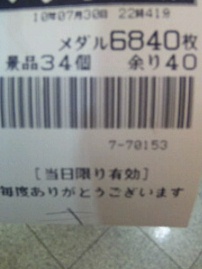 10年07月30日 22時41分
メダル6840枚
景品34個 余り40
7-70153
[当日限り有効]
毎度ありがとうございます